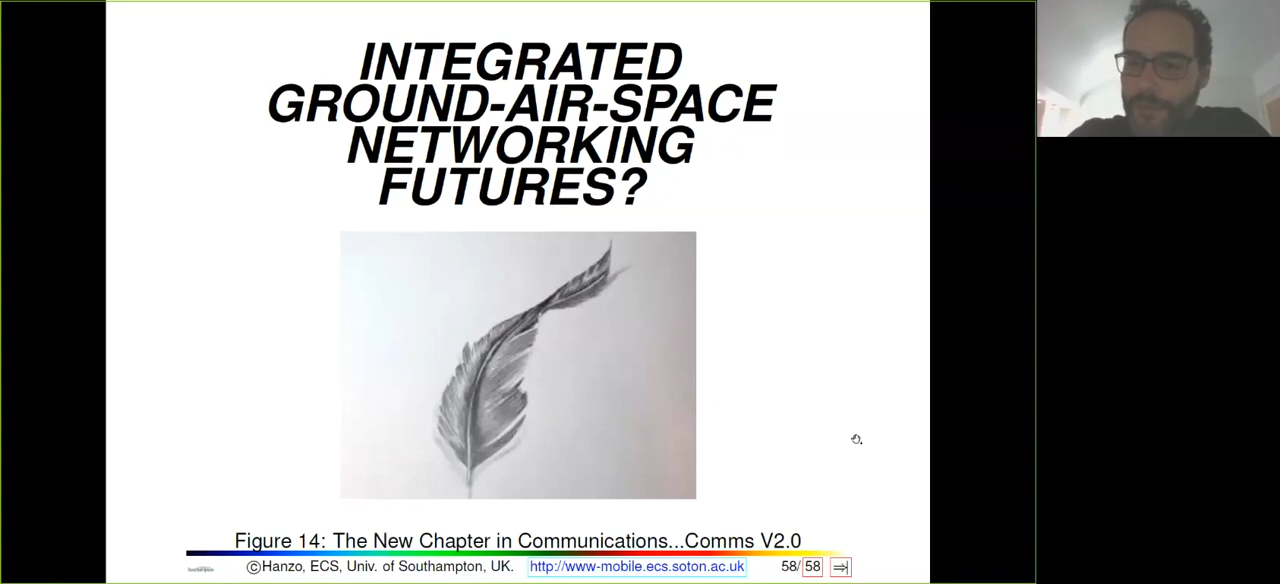 INTEGRATED
GROUND-AIR-SPACE
NETWORKING
FUTURES?
Figure 14: The New Chapter in Communications...Comms V2.0
Southampton
©Hanzo, ECS, Univ. of Southampton, UK. http://www-mobile.ecs.soton.ac.uk 58/58